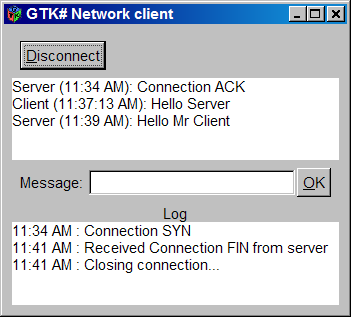 GTK# Network client
Disconnect
Server (11:34 AM): Connection ACK
Client (11:37:13 AM): Hello Server
Server (11:39 AM): Hello Mr Client
Message:
OK
Log
11:34 AM : Connection SYN
11:41 AM : Received Connection FIN from server
11:41 AM : Closing connection...